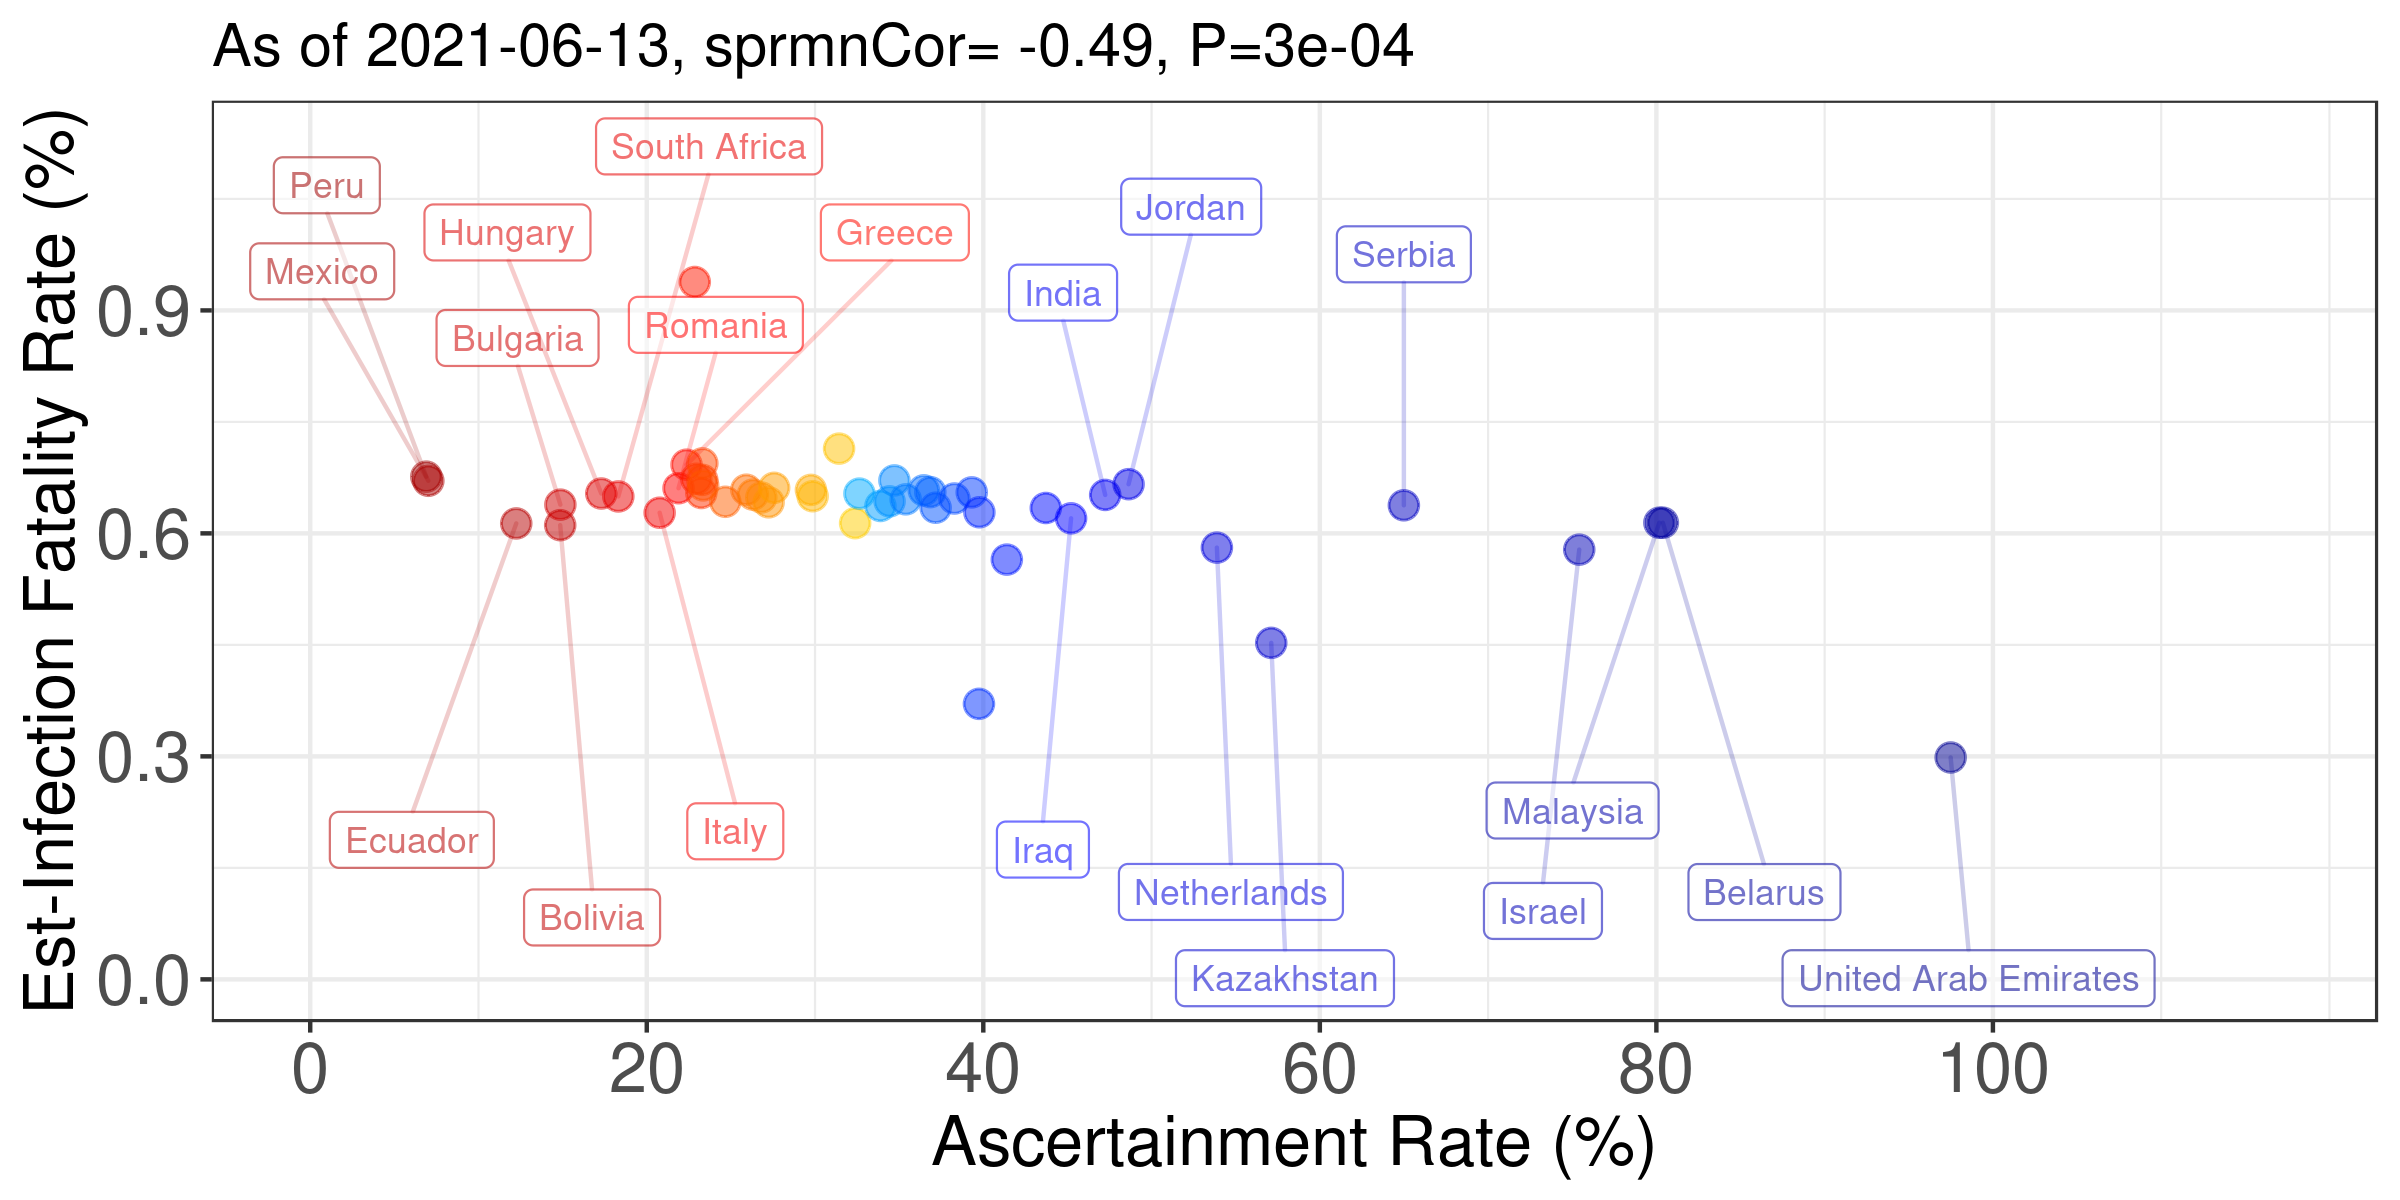 As of 2021-06-13, sprmnCor= -0.49, P=3e-04
Est-Infection Fatality Rate (%)
0.9
0.6
0.3
0.0
South Africa
Peru
Jordan
Hungary
Greece
Serbia
Mexico
India
Romania
Bulgaria
Malaysia
Italy
Ecuador
Iraq
Netherlands
Belarus
Israel
Bolivia
Kazakhstan
United Arab Emirates
0 20 40 60 80 100
Ascertainment Rate (%)